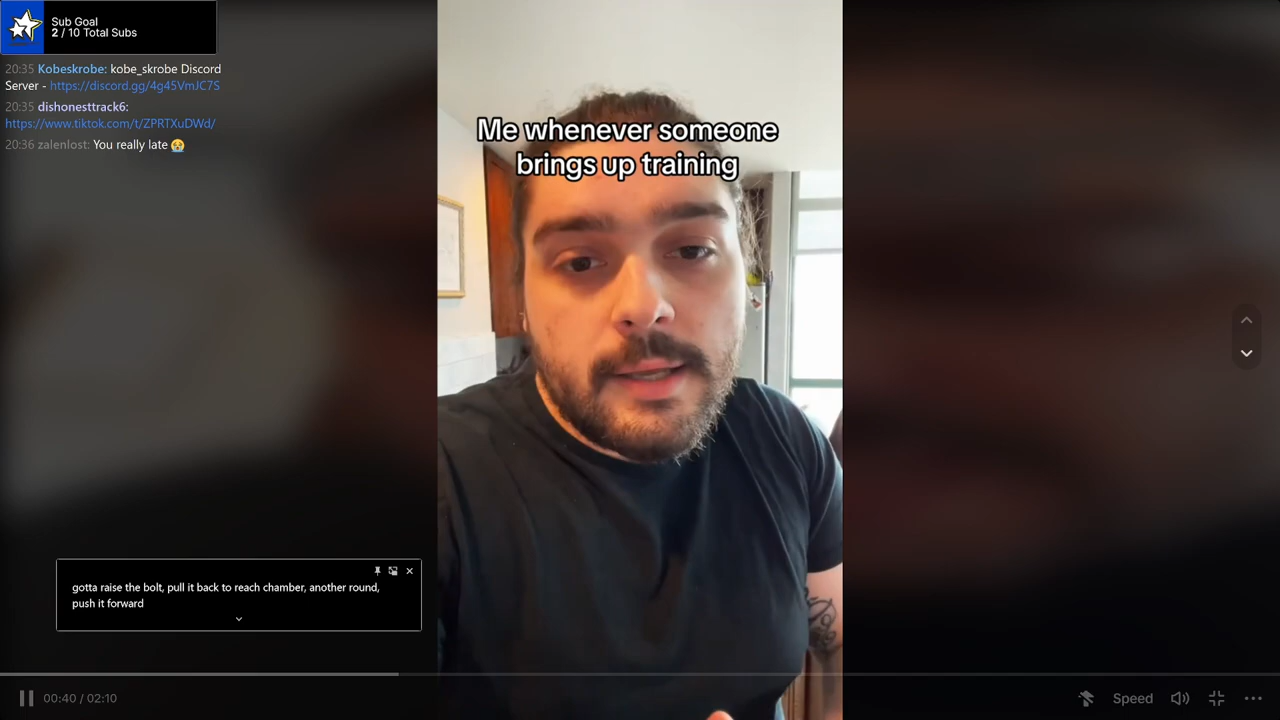 Sub Goal
2 / 10 Total Subs
20:35 Kobeskrobe: kobe_skrobe Discord
Server - https://discord.gg/4g45VmJC7S
20:35 dishonesttrack6:
https://www.tiktok.com/t/ZPRTXuDWd/
20:36 zalenlost: You really late 😭
Me whenever someone
brings up training
gotta raise the bolt, pull it back to reach chamber, another round,
push it forward
00:40 / 02:10
Speed